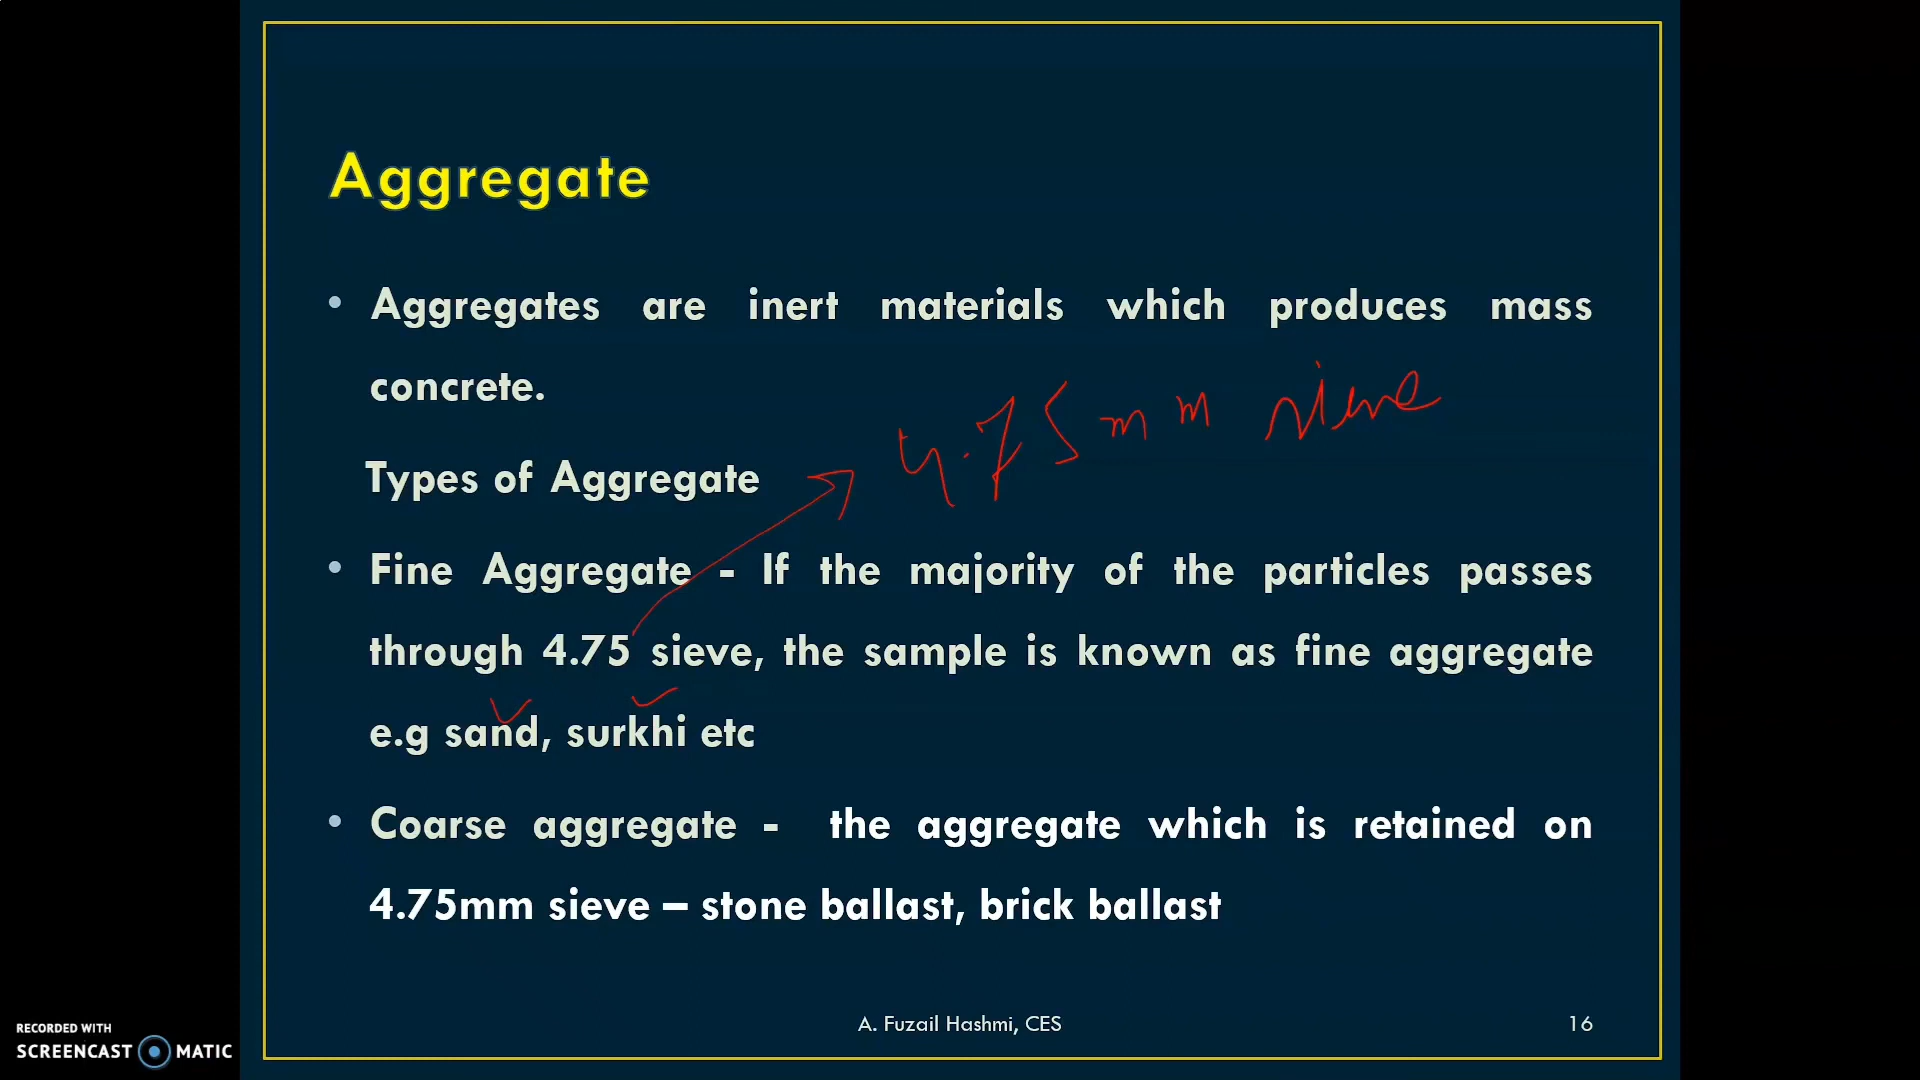 Aggregate
• Aggregates are inert materials which produces mass
concrete.
4.75mm sieve
Types of Aggregate
• Fine Aggregate - If the majority of the particles passes
through 4.75 sieve, the sample is known as fine aggregate
e.g sand, surkhi etc
• Coarse aggregate - the aggregate which is retained on
4.75mm sieve – stone ballast, brick ballast
A. Fuzail Hashmi, CES
16
RECORDED WITH
SCREENCAST MATIC